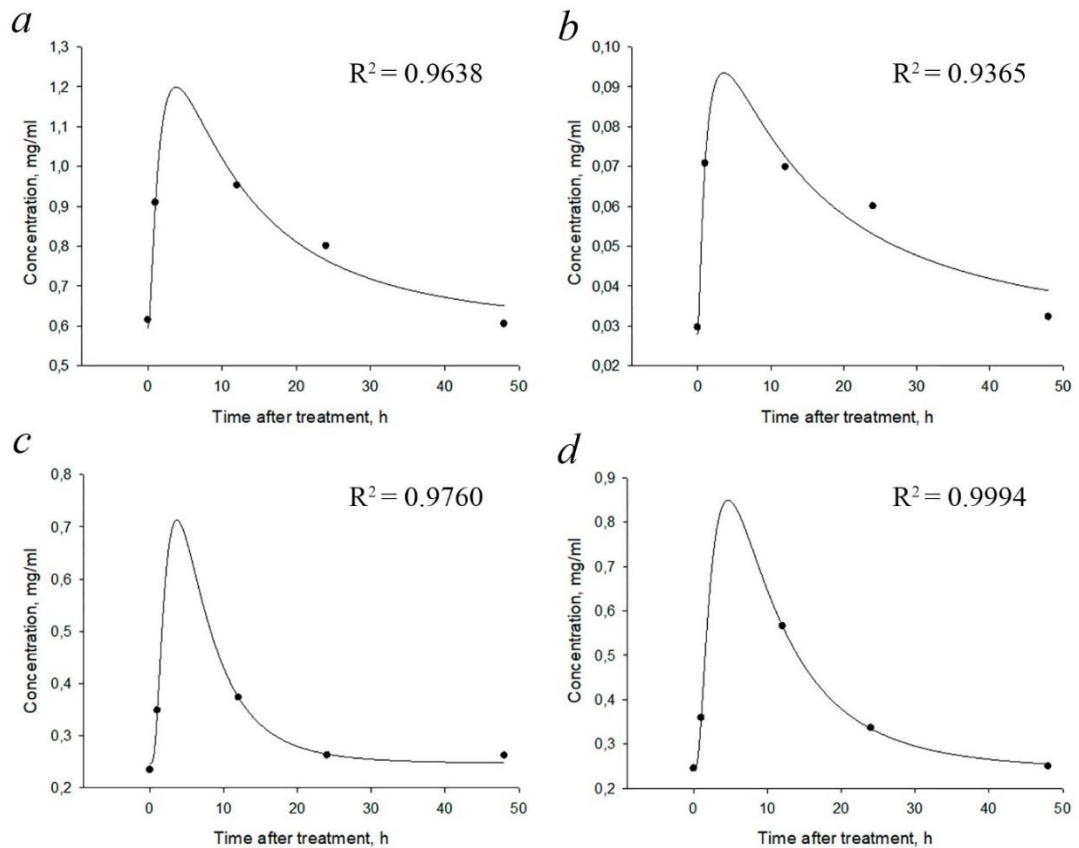 a
R² = 0.9638
Concentration, mg/ml
1,3
1,2
1,1
1,0
0,9
0,8
0,7
0,6
0,5
0 10 20 30 40 50
Time after treatment, h
b
R² = 0.9365
Concentration, mg/ml
0,10
0,09
0,08
0,07
0,06
0,05
0,04
0,03
0,02
0 10 20 30 40 50
Time after treatment, h
c
R² = 0.9760
Concentration, mg/ml
0,8
0,7
0,6
0,5
0,4
0,3
0,2
0 10 20 30 40 50
Time after treatment, h
d
R² = 0.9994
Concentration, mg/ml
0,9
0,8
0,7
0,6
0,5
0,4
0,3
0,2
0 10 20 30 40 50
Time after treatment, h